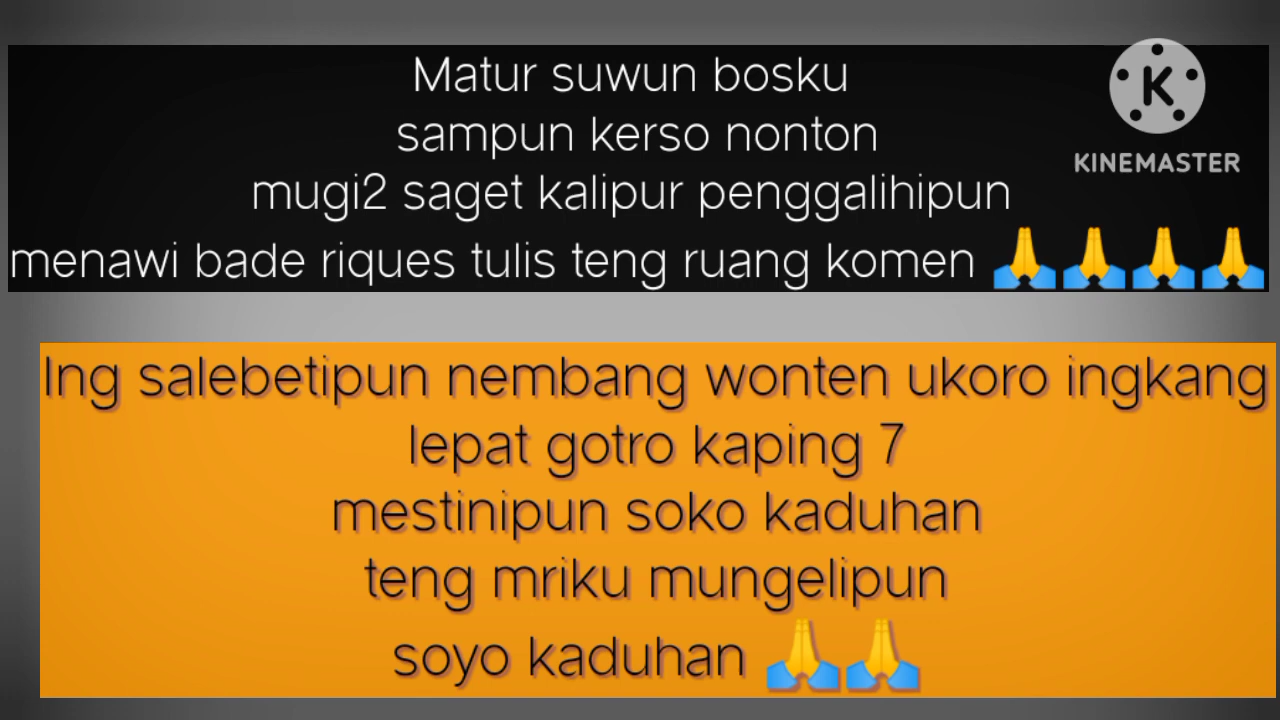 Matur suwun bosku
sampun kerso nonton
mugi2 saget kalipur penggalihipun
menawi bade riques tulis teng ruang komen 🙏🙏🙏🙏
KINEMASTER
Ing salebetipun nembang wonten ukoro ingkang
lepat gotro kaping 7
mestinipun soko kaduhan
teng mriku mungelipun
soyo kaduhan 🙏🙏